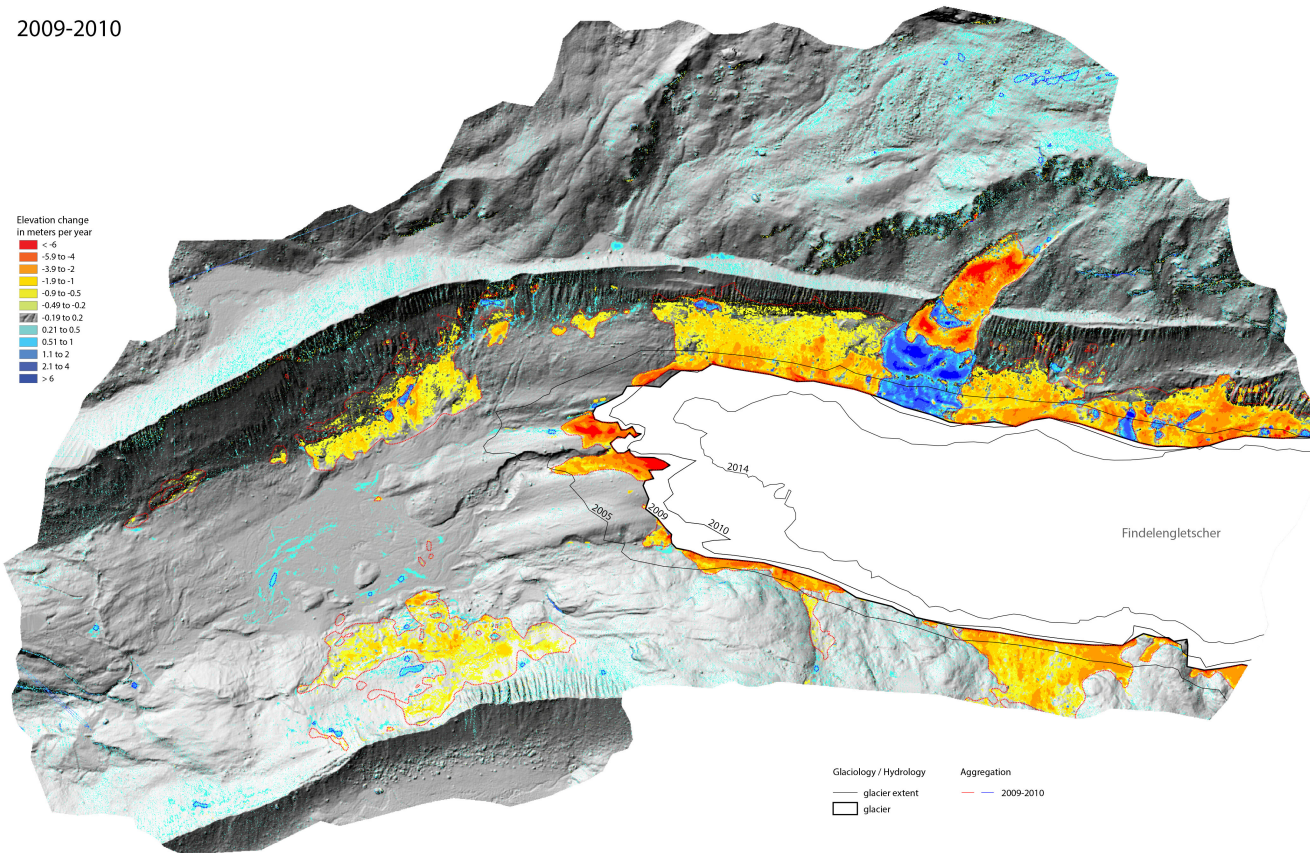 2009-2010
Elevation change
in meters per year
< -6
-5.9 to -4
-3.9 to -2
-1.9 to -1
-0.9 to -0.5
-0.49 to -0.2
-0.19 to 0.2
0.21 to 0.5
0.51 to 1
1.1 to 2
2.1 to 4
> 6
2014
2005
2009
2010
Findelengletscher
Glaciology / Hydrology
glacier extent
glacier
Aggregation
2009-2010